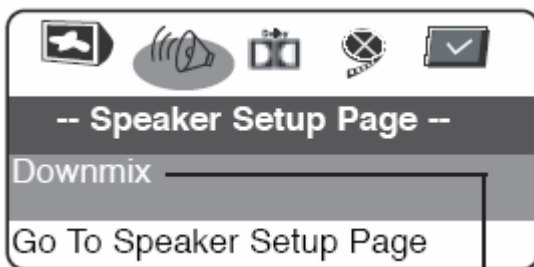 -- Speaker Setup Page --
Downmix
Go To Speaker Setup Page